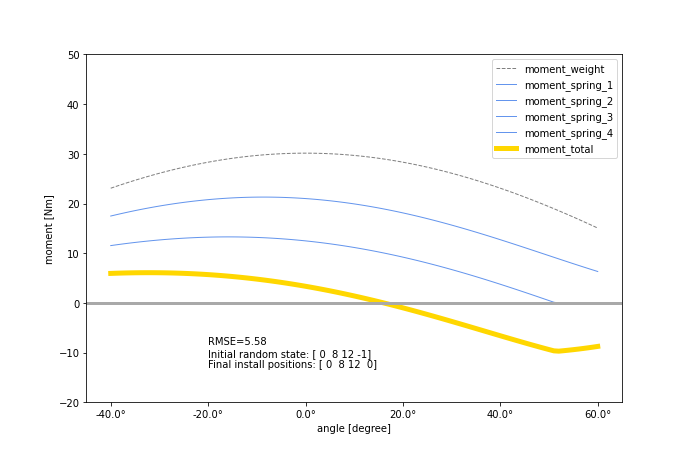 50
40
30
20
10
0
−10
−20
moment [Nm]
moment_weight
moment_spring_1
moment_spring_2
moment_spring_3
moment_spring_4
moment_total
RMSE=5.58
Initial random state: [ 0  8 12 -1]
Final install positions: [ 0  8 12  0]
-40.0°
-20.0°
0.0°
20.0°
40.0°
60.0°
angle [degree]